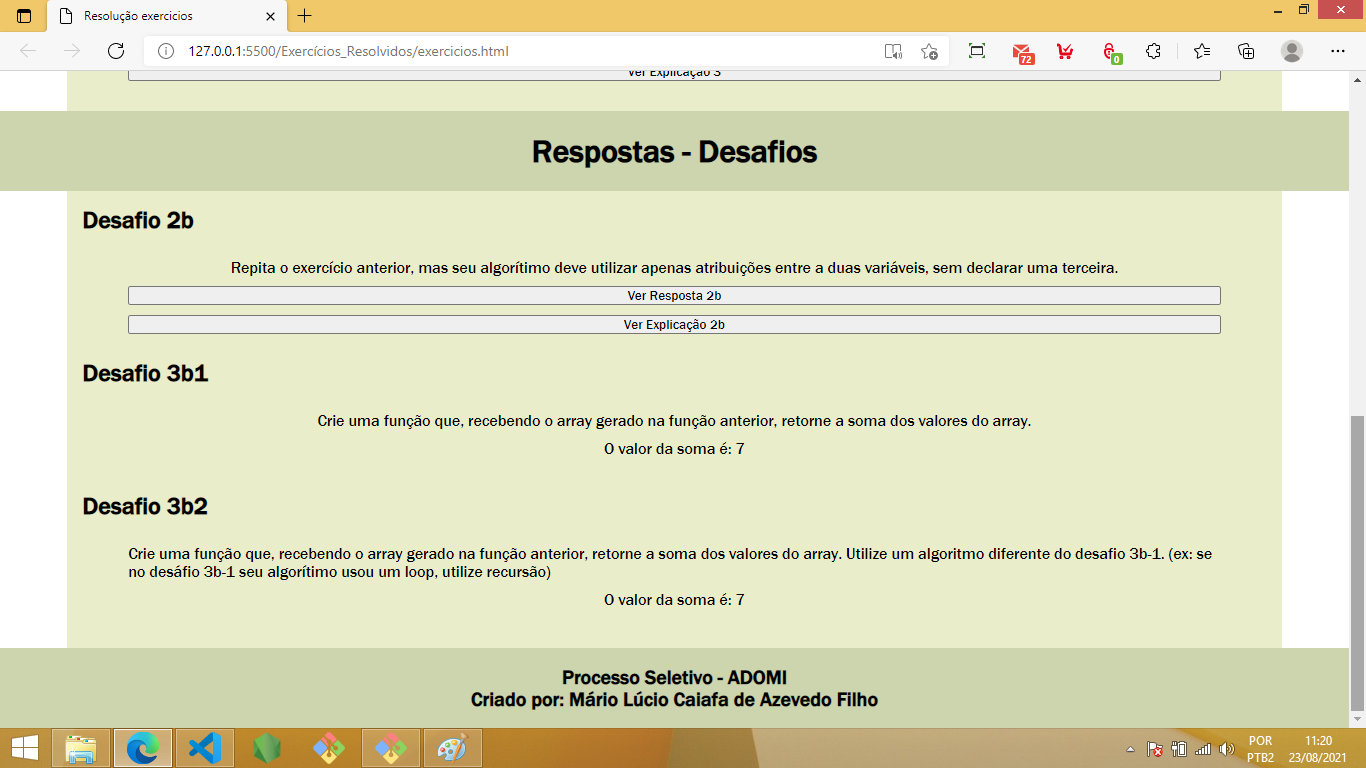 Resolução exercicios
127.0.0.1:5500/Exercícios_Resolvidos/exercicios.html
72
0
Ver Explicação 3
Respostas - Desafios
Desafio 2b
Repita o exercício anterior, mas seu algorítimo deve utilizar apenas atribuições entre a duas variáveis, sem declarar uma terceira.
Ver Resposta 2b
Ver Explicação 2b
Desafio 3b1
Crie uma função que, recebendo o array gerado na função anterior, retorne a soma dos valores do array.
O valor da soma é: 7
Desafio 3b2
Crie uma função que, recebendo o array gerado na função anterior, retorne a soma dos valores do array. Utilize um algoritmo diferente do desafio 3b-1. (ex: se
no desáfio 3b-1 seu algorítimo usou um loop, utilize recursão)
O valor da soma é: 7
Processo Seletivo - ADOMI
Criado por: Mário Lúcio Caiafa de Azevedo Filho
POR
PTB2
11:20
23/08/2021